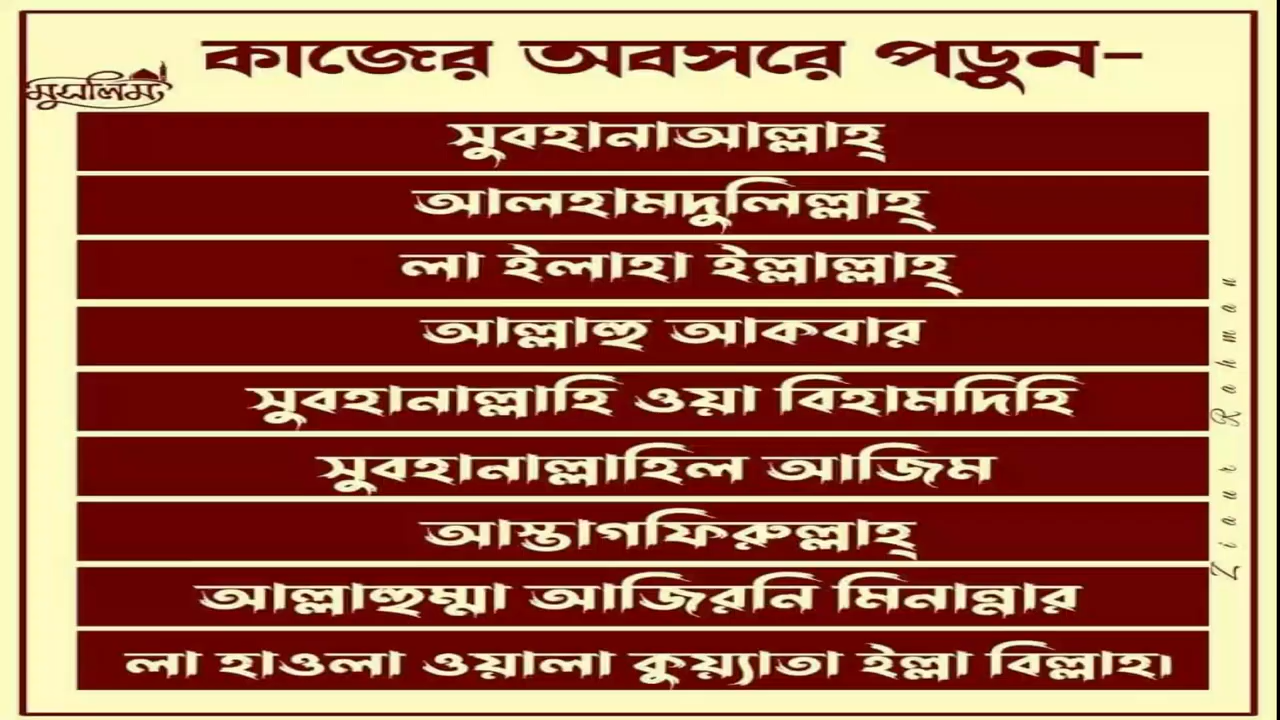 কাজের অবসরে পড়ুন-
মুসলিম
সুবহানাআল্লাহ্
আলহামদুলিল্লাহ্
লা ইলাহা ইল্লাল্লাহ্
আল্লাহু আকবার
সুবহানাল্লাহি ওয়া বিহামদিহি
সুবহানাল্লাহিল আজিম
আস্তাগফিরুল্লাহ্
আল্লাহুম্মা আজিরনি মিনান্নার
লা হাওলা ওয়ালা কুয়্যাতা ইল্লা বিল্লাহ।
Ziaur Rahman